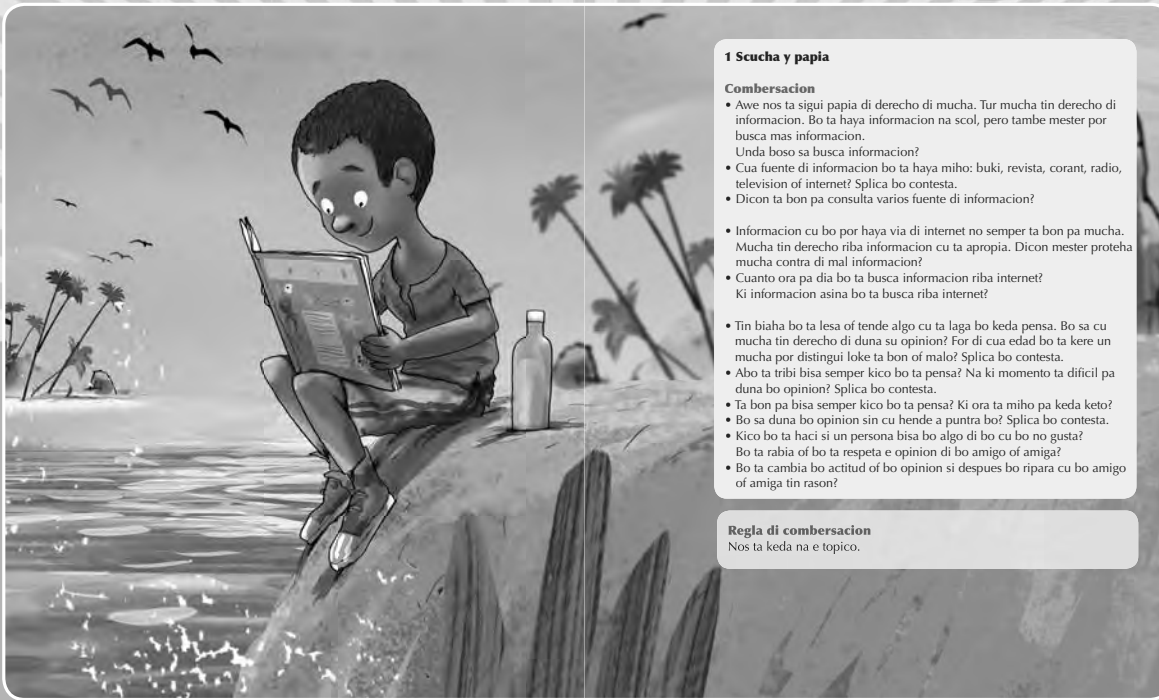 1 Scucha y papia
Combersacion
• Awe nos ta sigui papia di derecho di mucha. Tur mucha tin derecho di
informacion. Bo ta haya informacion na scol, pero tambe mester por
busca mas informacion.
Unda boso sa busca informacion?
• Cua fuente di informacion bo ta haya miho: buki, revista, corant, radio,
television of internet? Splica bo contesta.
• Dicon ta bon pa consulta varios fuente di informacion?
• Informacion cu bo por haya via di internet no semper ta bon pa mucha.
Mucha tin derecho riba informacion cu ta apropia. Dicon mester proteha
mucha contra di mal informacion?
• Cuanto ora pa dia bo ta busca informacion riba internet?
Ki informacion asina bo ta busca riba internet?
• Tin biaha bo ta lesa of tende algo cu ta laga bo keda pensa. Bo sa cu
mucha tin derecho di duna su opinion? For di cua edad bo ta kere un
mucha por distingui loke ta bon of malo? Splica bo contesta.
• Abo ta tribi bisa semper kico bo ta pensa? Na ki momento ta dificil pa
duna bo opinion? Splica bo contesta.
• Ta bon pa bisa semper kico bo ta pensa? Ki ora ta miho pa keda keto?
• Bo sa duna bo opinion sin cu hende a puntra bo? Splica bo contesta.
• Kico bo ta haci si un persona bisa bo algo di bo cu bo no gusta?
Bo ta rabia of bo ta respeta e opinion di bo amigo of amiga?
• Bo ta cambia bo actitud of bo opinion si despues bo ripara cu bo amigo
of amiga tin rason?
Regla di combersacion
Nos ta keda na e topico.